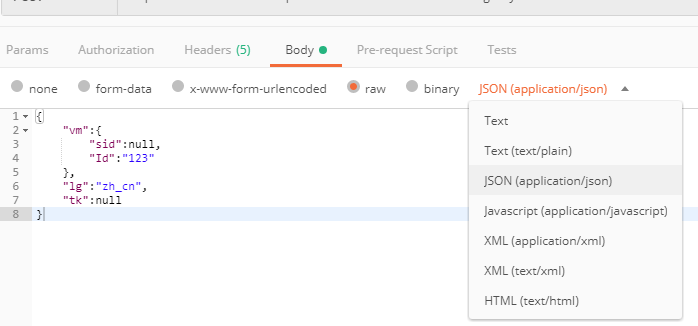 Params Authorization Headers (5) Body Pre-request Script Tests
none form-data x-www-form-urlencoded raw binary JSON (application/json)
1 {
2 "vm":{
3 "sid":null,
4 "Id":"123"
5 },
6 "lg":"zh_cn",
7 "tk":null
8 }
Text
Text (text/plain)
JSON (application/json)
Javascript (application/javascript)
XML (application/xml)
XML (text/xml)
HTML (text/html)